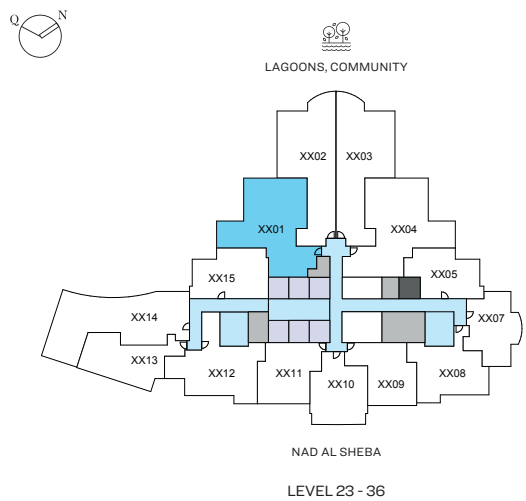 Q N
LAGOONS, COMMUNITY
XX02 XX03
XX01 XX04
XX15 XX05
XX14 XX07
XX13 XX12 XX11 XX10 XX09 XX08
NAD AL SHEBA
LEVEL 23 - 36